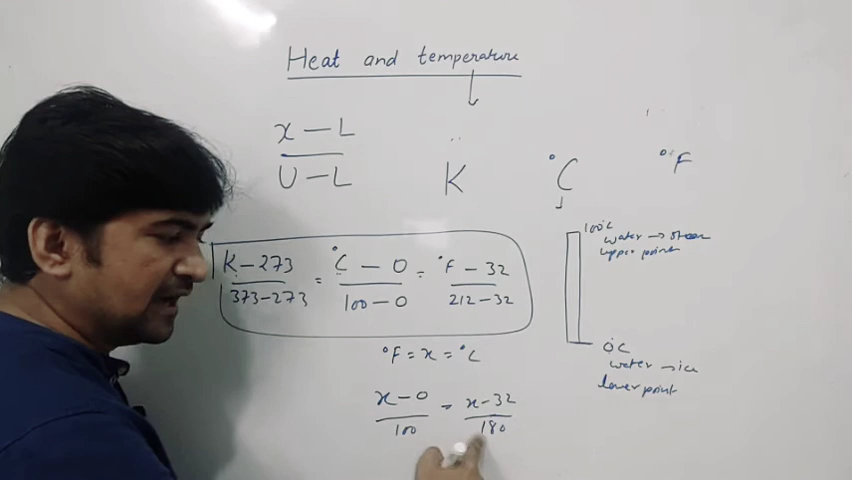 Heat and temperature
x - L
U - L
K
°C
°F
K - 273 / 373 - 273 = °C - 0 / 100 - 0 = °F - 32 / 212 - 32
°F = x = °C
x - 0 / 100 = x - 32 / 180
100°C
water → steam
upper point
0°C
water → ice
lower point